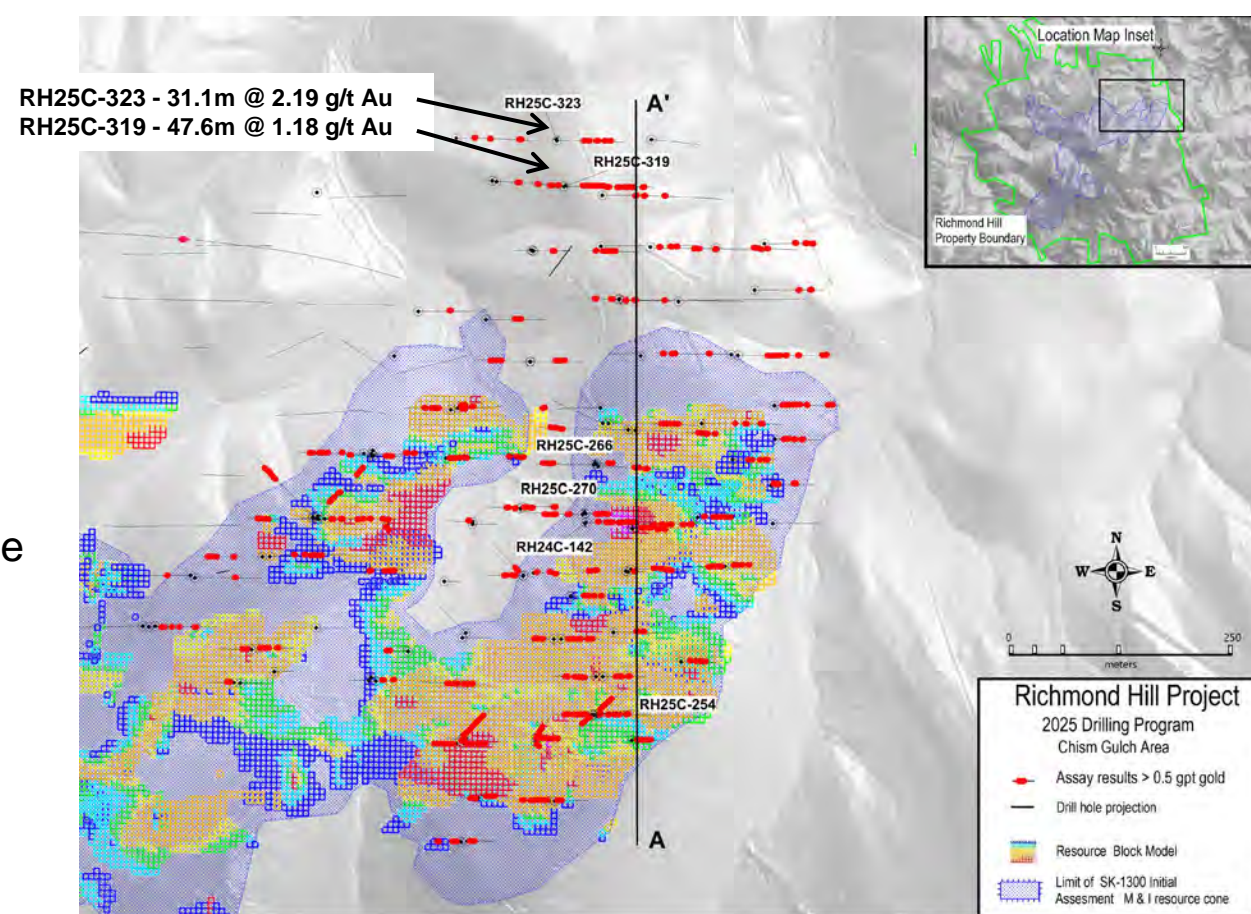 RH25C-323 - 31.1m @ 2.19 g/t Au
RH25C-319 - 47.6m @ 1.18 g/t Au
RH25C-323
A'
RH25C-319
Location Map Inset
Richmond Hill
Property Boundary
RH25C-266
RH25C-270
RH24C-142
e
RH25C-254
A
N
W
E
S
0
250
meters
Richmond Hill Project
2025 Drilling Program
Chism Gulch Area
Assay results > 0.5 gpt gold
Drill hole projection
Resource Block Model
Limit of SK-1300 Initial
Assesment M & I resource cone